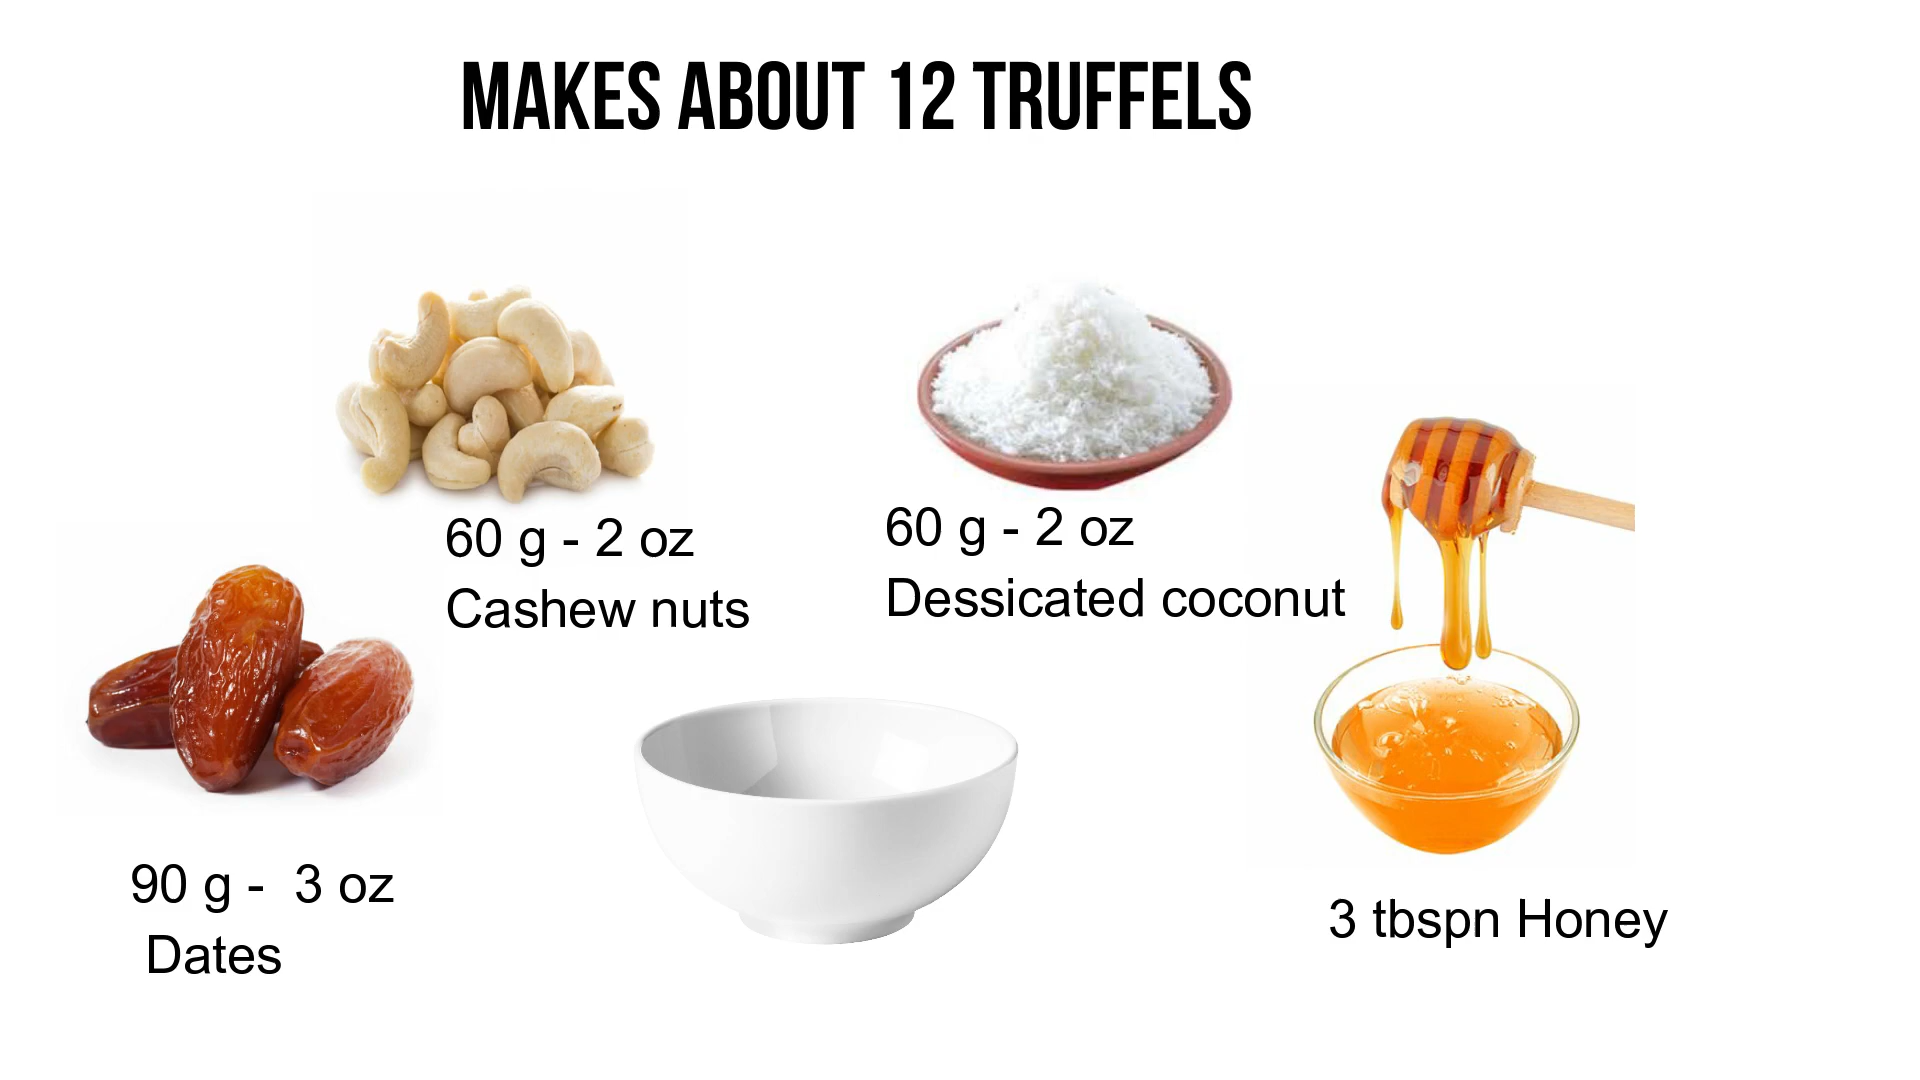 MAKES ABOUT 12 TRUFFELS
60 g - 2 oz
Cashew nuts
60 g - 2 oz
Dessicated coconut
90 g -  3 oz
Dates
3 tbspn Honey